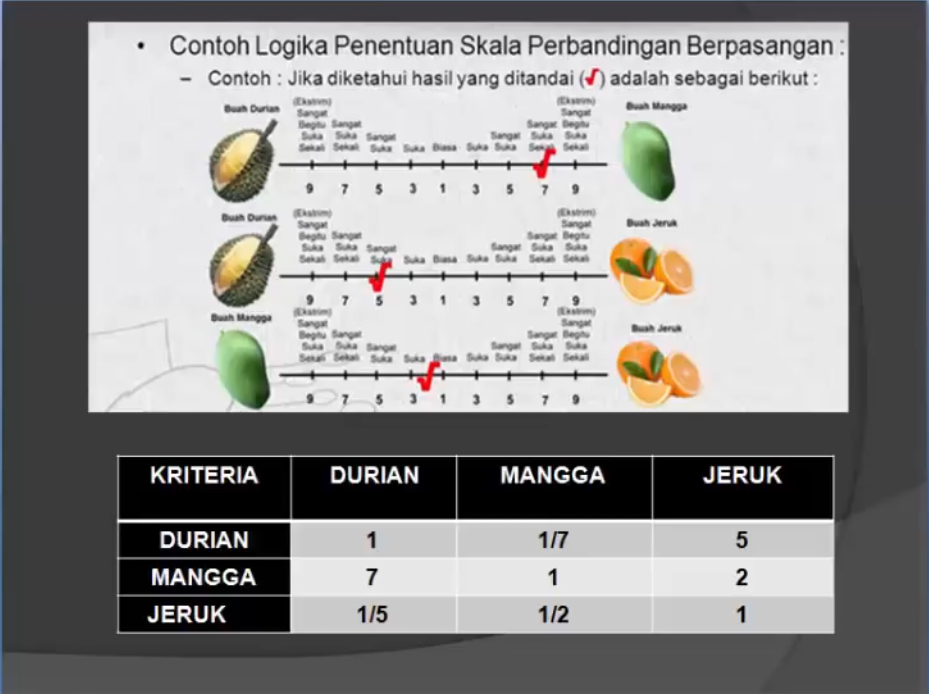 • Contoh Logika Penentuan Skala Perbandingan Berpasangan :
– Contoh : Jika diketahui hasil yang ditandai (√) adalah sebagai berikut :
Buah Durian
(Ekstrim) Sangat Begitu Suka Sekali
Sangat Suka Sekali
Sangat Suka
Suka
Biasa
Suka
Sangat Suka
Sangat Suka Sekali
(Ekstrim) Sangat Begitu Suka Sekali
Buah Mangga
9 7 5 3 1 3 5 7 9
Buah Durian
(Ekstrim) Sangat Begitu Suka Sekali
Sangat Suka Sekali
Sangat Suka
Suka
Biasa
Suka
Sangat Suka
Sangat Suka Sekali
(Ekstrim) Sangat Begitu Suka Sekali
Buah Jeruk
9 7 5 3 1 3 5 7 9
Buah Mangga
(Ekstrim) Sangat Begitu Suka Sekali
Sangat Suka Sekali
Sangat Suka
Suka
Biasa
Suka
Sangat Suka
Sangat Suka Sekali
(Ekstrim) Sangat Begitu Suka Sekali
Buah Jeruk
9 7 5 3 1 3 5 7 9
KRITERIA DURIAN MANGGA JERUK
DURIAN 1 1/7 5
MANGGA 7 1 2
JERUK 1/5 1/2 1